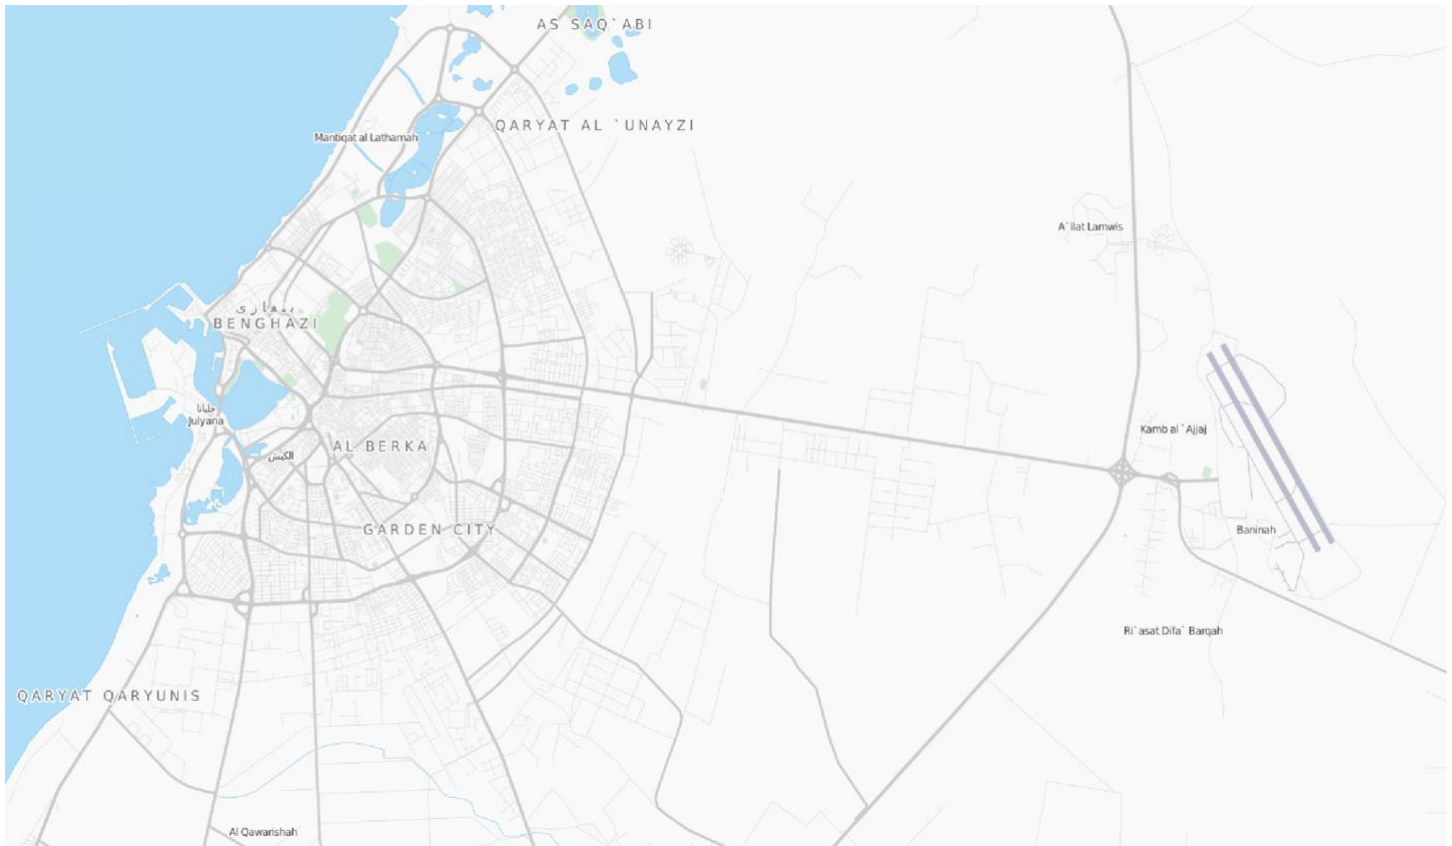 AS SAQ`ABI
QARYAT AL `UNAYZI
Mantiqat al Lathamah
A`ilat Lamwis
بنغازي
BENGHAZI
جليانا
Julyana
Kamb al `Ajjaj
AL BERKA
الكيش
GARDEN CITY
Baninah
Ri`asat Difa` Barqah
QARYAT QARYUNIS
Al Qawarishah